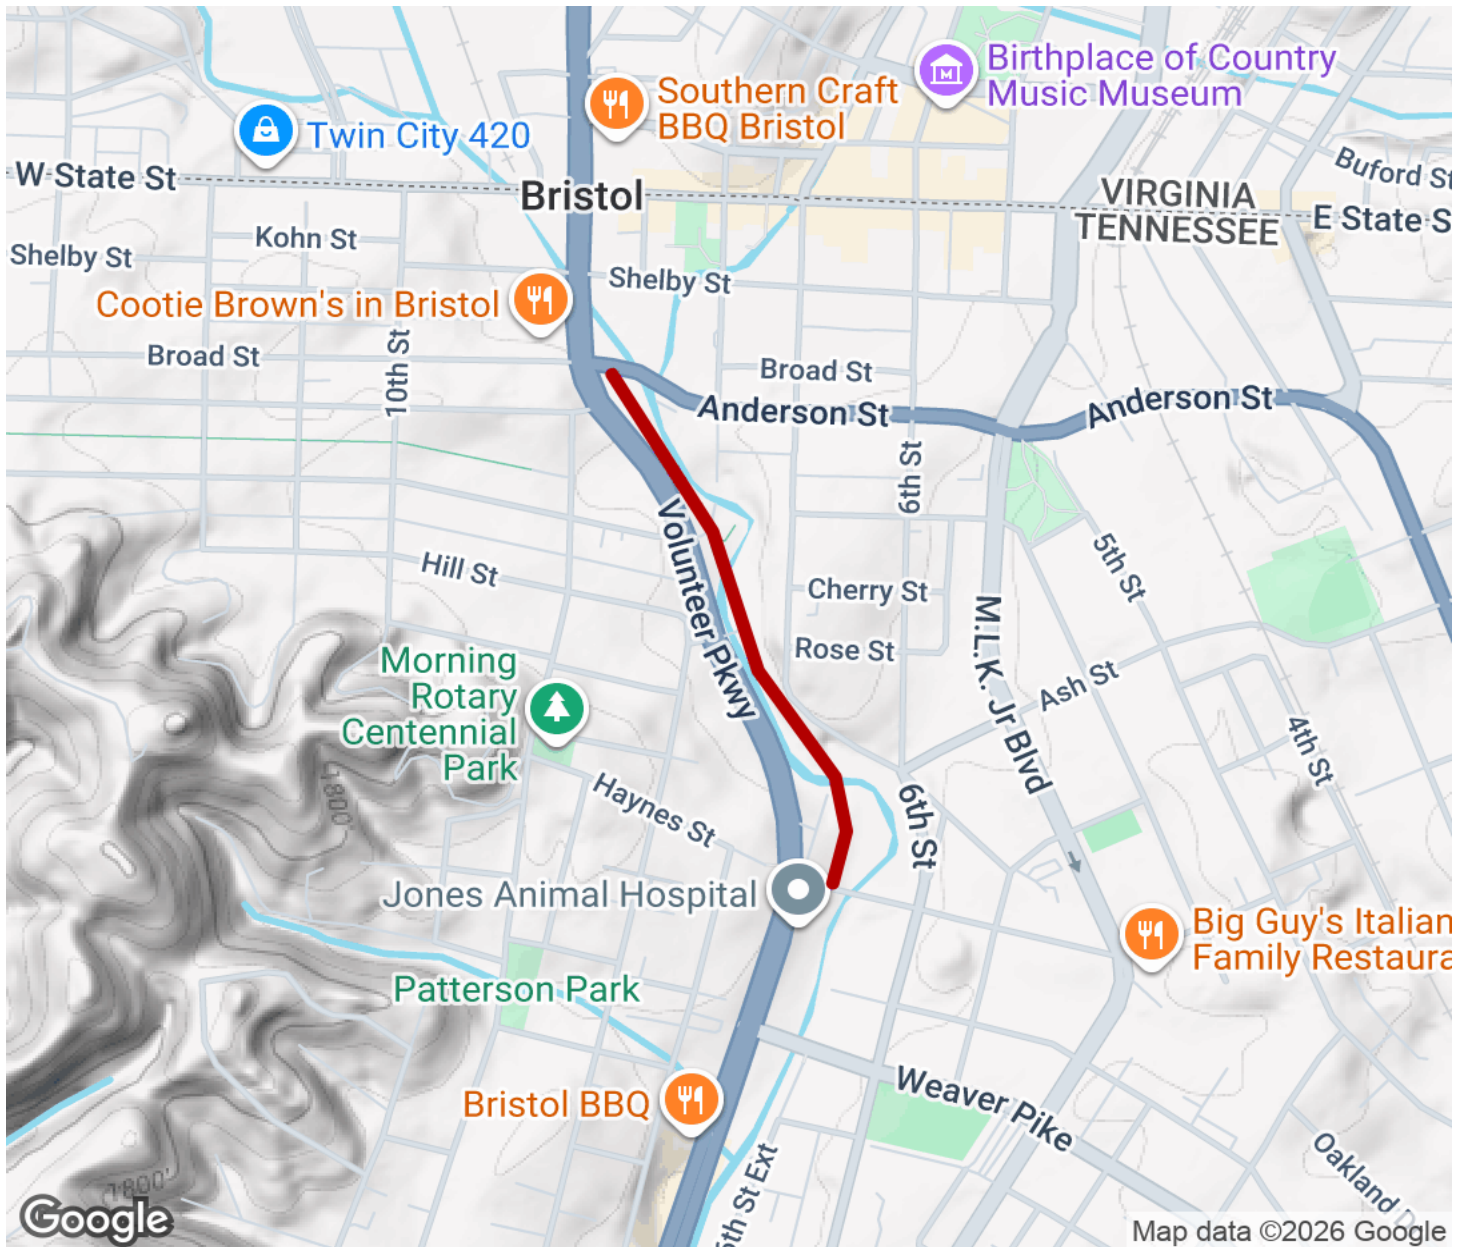 Birthplace of Country
Music Museum
Southern Craft
BBQ Bristol
Twin City 420
Buford St
W State St
Bristol
VIRGINIA
TENNESSEE
E State S
Kohn St
Shelby St
Shelby St
Cootie Brown's in Bristol
Broad St
10th St
Broad St
Anderson St
Anderson St
6th St
Volunteer Pkwy
5th St
Hill St
Cherry St
M.L.K. Jr Blvd
Rose St
Ash St
Morning
Rotary
Centennial
Park
4th St
1800'
Haynes St
6th St
Jones Animal Hospital
Big Guy's Italian
Family Restaura
Patterson Park
Weaver Pike
Bristol BBQ
5th St Ext
Oakland D
1800'
Google
Map data ©2026 Google